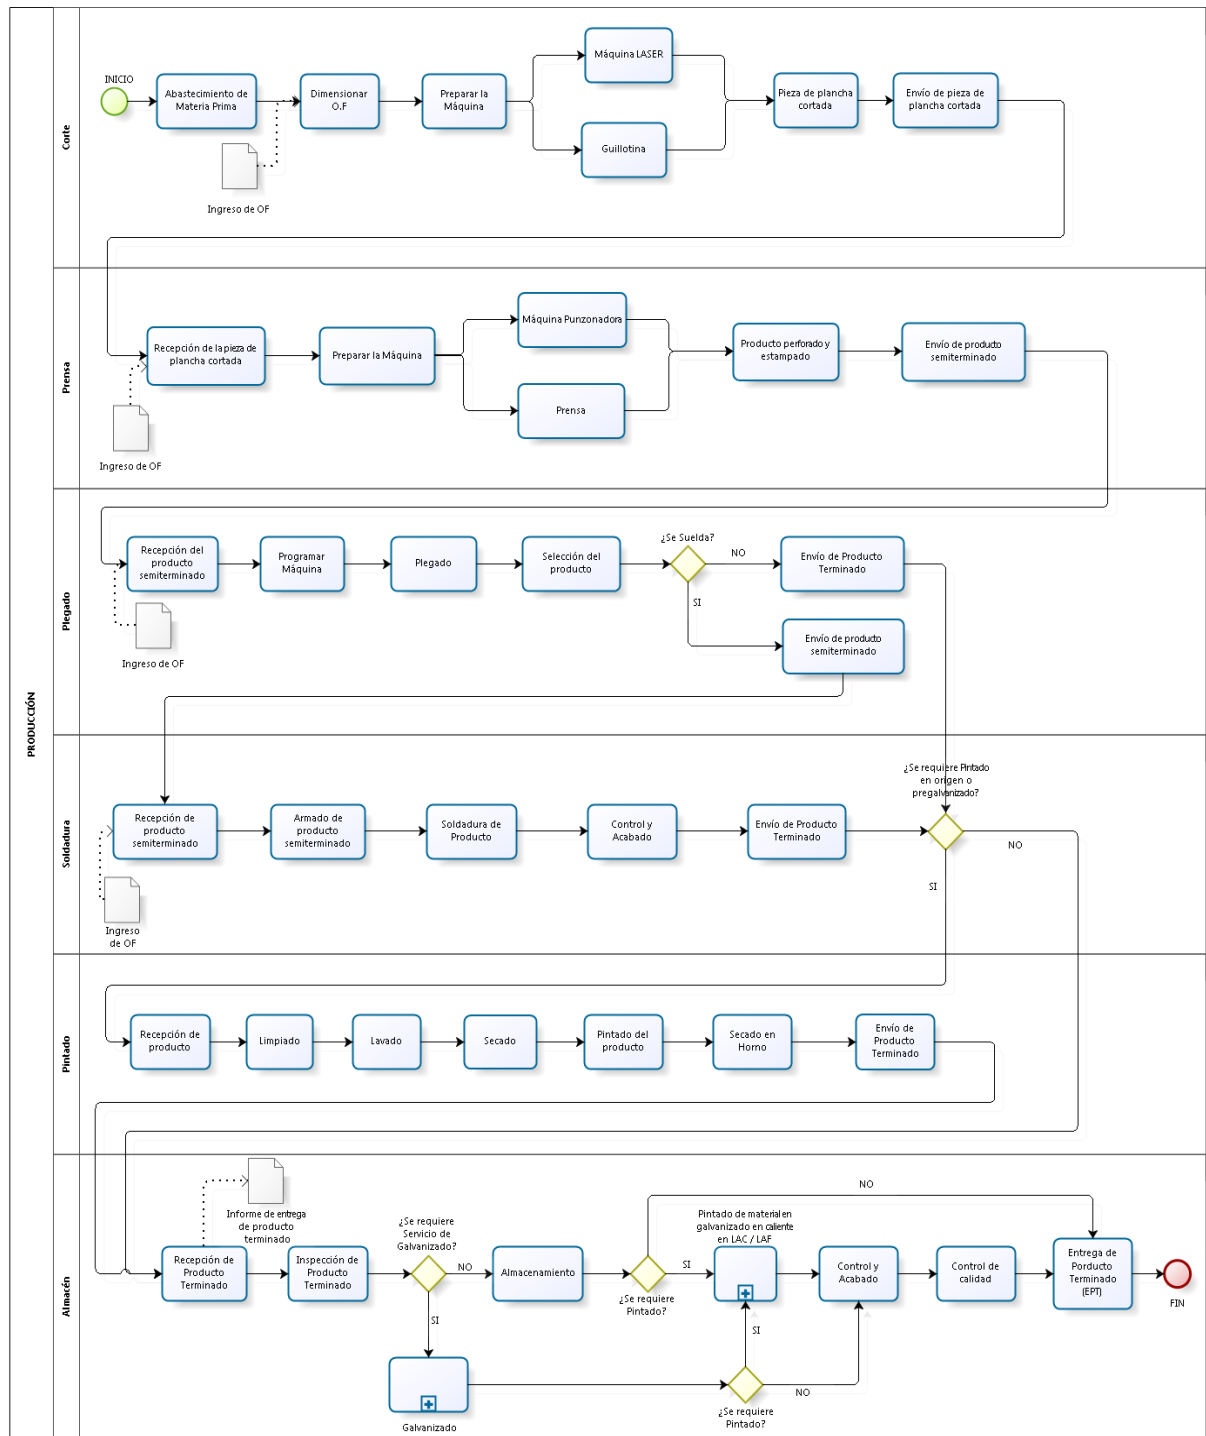 PRODUCCIÓN
Corte
INICIO
Abastecimiento de
Materia Prima
Dimensionar
O.F
Preparar la
Máquina
Máquina LASER
Guillotina
Pieza de plancha
cortada
Envío de pieza de
plancha cortada
Ingreso de OF
Prensa
Recepción de la pieza de
plancha cortada
Preparar la Máquina
Máquina Punzonadora
Prensa
Producto perforado y
estampado
Envío de producto
semiterminado
Ingreso de OF
Plegado
Recepción del
producto
semiterminado
Programar
Máquina
Plegado
Selección del
producto
¿Se Suelda?
NO
SI
Envío de Producto
Terminado
Envío de producto
semiterminado
Ingreso de OF
Soldadura
Recepción de
producto
semiterminado
Armado de
producto
semiterminado
Soldadura de
Producto
Control y
Acabado
Envío de Producto
Terminado
¿Se requiere Pintado
en origen o
pregalvanizado?
NO
SI
Ingreso
de OF
Pintado
Recepción de
producto
Limpiado
Lavado
Secado
Pintado del
producto
Secado en
Horno
Envío de
Producto
Terminado
Almacén
Informe de entrega
de producto
terminado
Recepción de
Producto
Terminado
Inspección de
Producto
Terminado
¿Se requiere
Servicio de
Galvanizado?
NO
SI
Almacenamiento
¿Se requiere
Pintado?
SI
NO
Pintado de material en
galvanizado en caliente
en LAC / LAF
Control y
Acabado
Control de
calidad
Entrega de
Porducto
Terminado
(EPT)
FIN
Galvanizado
¿Se requiere
Pintado?
SI
NO